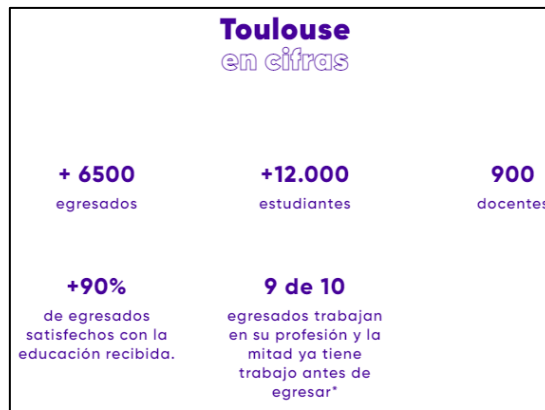 Toulouse
en cifras
+ 6500
egresados
+12.000
estudiantes
900
docentes
+90%
de egresados
satisfechos con la
educación recibida.
9 de 10
egresados trabajan
en su profesión y la
mitad ya tiene
trabajo antes de
egresar*